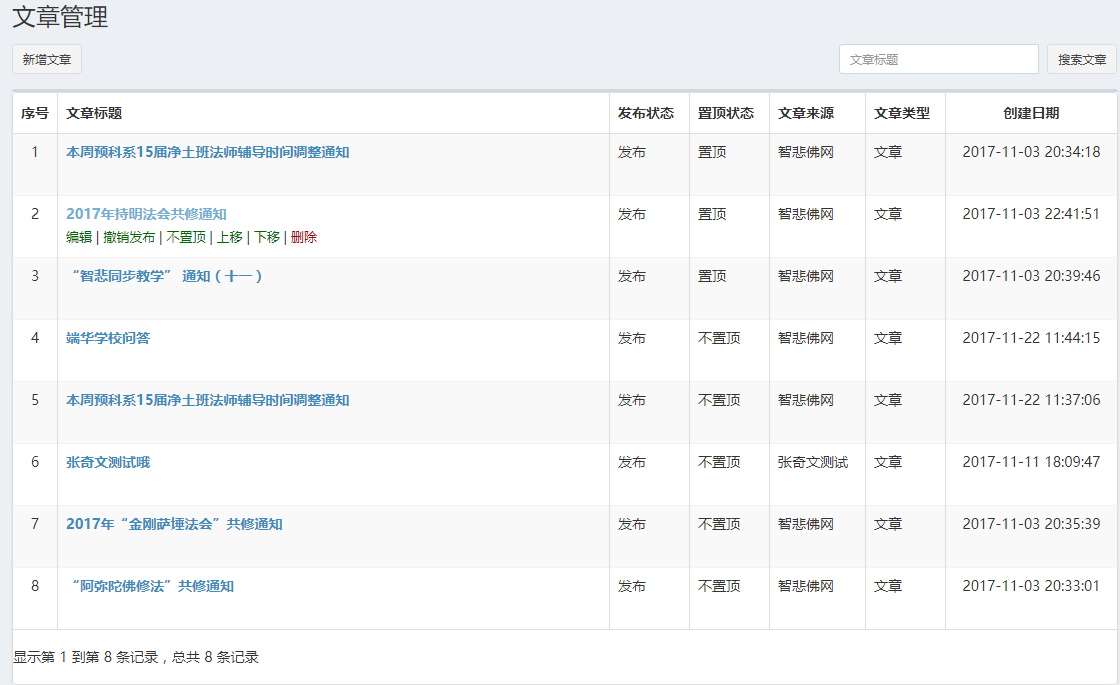 文章管理
新增文章 文章标题 搜索文章
序号 文章标题 发布状态 置顶状态 文章来源 文章类型 创建日期
1 本周预科系15届净土班法师辅导时间调整通知 发布 置顶 智悲佛网 文章 2017-11-03 20:34:18
2 2017年持明法会共修通知 发布 置顶 智悲佛网 文章 2017-11-03 22:41:51
编辑 | 撤销发布 | 不置顶 | 上移 | 下移 | 删除
3 “智悲同步教学” 通知（十一） 发布 置顶 智悲佛网 文章 2017-11-03 20:39:46
4 端华学校问答 发布 不置顶 智悲佛网 文章 2017-11-22 11:44:15
5 本周预科系15届净土班法师辅导时间调整通知 发布 不置顶 智悲佛网 文章 2017-11-22 11:37:06
6 张奇文测试哦 发布 不置顶 张奇文测试 文章 2017-11-11 18:09:47
7 2017年“金刚萨埵法会”共修通知 发布 不置顶 智悲佛网 文章 2017-11-03 20:35:39
8 “阿弥陀佛修法”共修通知 发布 不置顶 智悲佛网 文章 2017-11-03 20:33:01
显示第 1 到第 8 条记录，总共 8 条记录